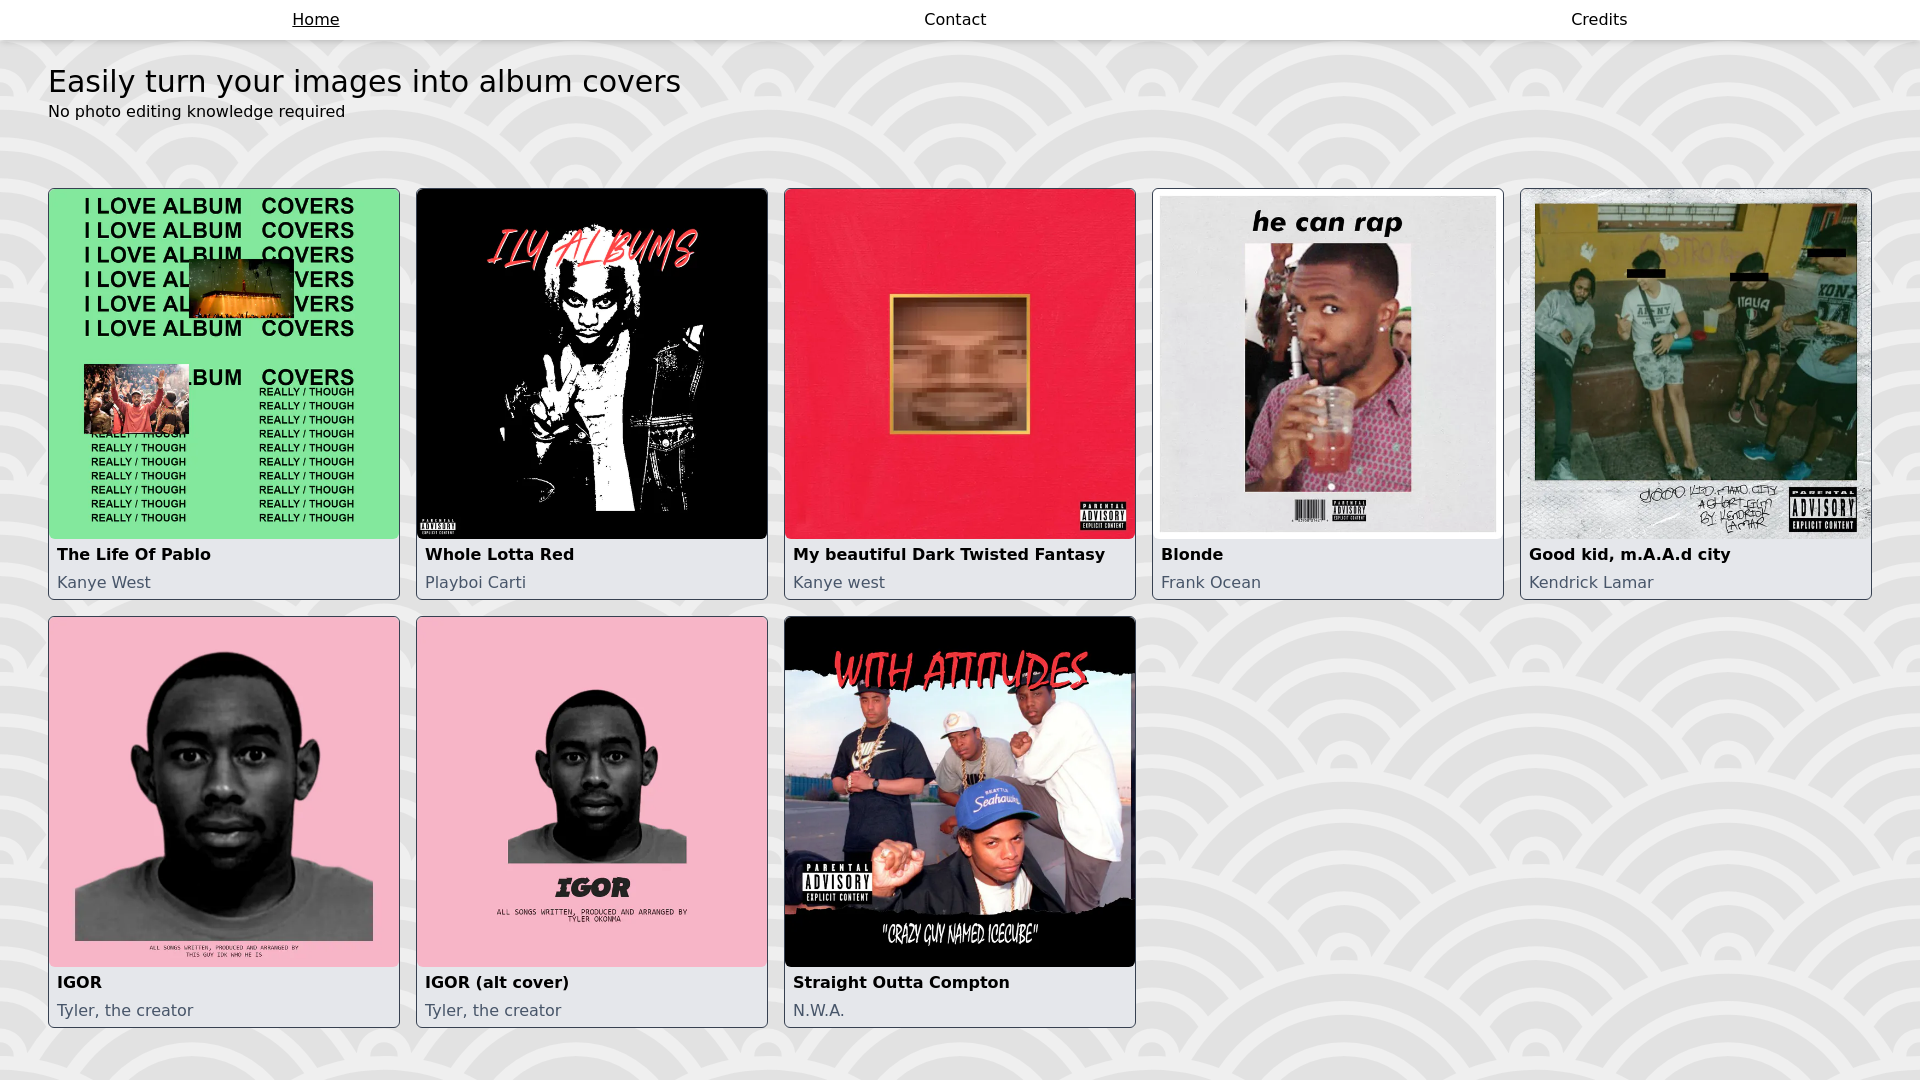 Home
Contact
Credits
Easily turn your images into album covers
No photo editing knowledge required
I LOVE ALBUM COVERS
I LOVE ALBUM COVERS
I LOVE ALBUM COVERS
I LOVE AL VERS
I LOVE AL VERS
I LOVE ALBUM COVERS
LBUM COVERS
REALLY / THOUGH
REALLY / THOUGH
REALLY / THOUGH
REALLY / THOUGH REALLY / THOUGH
REALLY / THOUGH REALLY / THOUGH
REALLY / THOUGH REALLY / THOUGH
REALLY / THOUGH REALLY / THOUGH
REALLY / THOUGH REALLY / THOUGH
REALLY / THOUGH REALLY / THOUGH
REALLY / THOUGH REALLY / THOUGH
The Life Of Pablo
Kanye West
ILY ALBUMS
PARENTAL
ADVISORY
EXPLICIT CONTENT
Whole Lotta Red
Playboi Carti
PARENTAL
ADVISORY
EXPLICIT CONTENT
My beautiful Dark Twisted Fantasy
Kanye west
he can rap
PARENTAL
ADVISORY
EXPLICIT CONTENT
Blonde
Frank Ocean
ITALIA
good kid, m.A.A.d city
A SHORT FILM
BY KENDRICK
LAMAR
PARENTAL
ADVISORY
EXPLICIT CONTENT
Good kid, m.A.A.d city
Kendrick Lamar
ALL SONGS WRITTEN, PRODUCED AND ARRANGED BY
THIS GUY IDK WHO HE IS
IGOR
Tyler, the creator
IGOR
ALL SONGS WRITTEN, PRODUCED AND ARRANGED BY
TYLER OKONMA
IGOR (alt cover)
Tyler, the creator
WITH ATTITUDES
NIKE
SEATTLE
Seahawks
PARENTAL
ADVISORY
EXPLICIT CONTENT
"CRAZY GUY NAMED ICECUBE"
Straight Outta Compton
N.W.A.